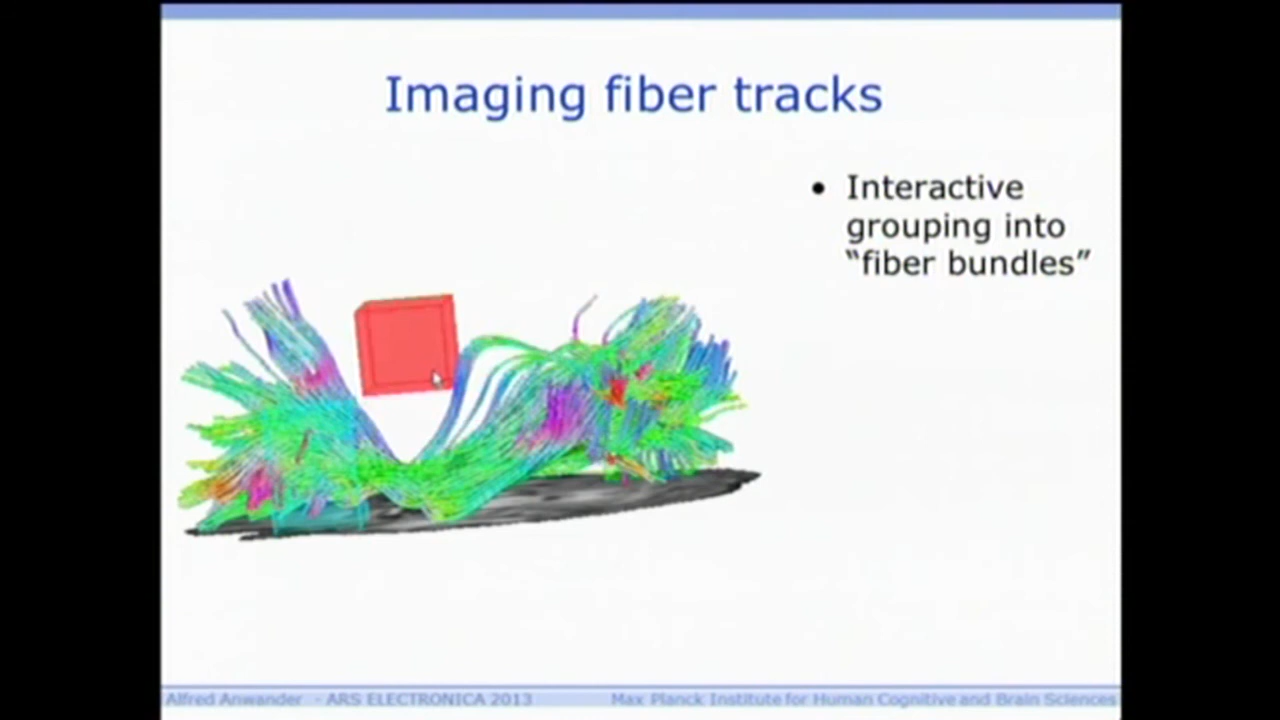 Imaging fiber tracks
• Interactive
grouping into
“fiber bundles”
Alfred Anwander - ARS ELECTRONICA 2013
Max Planck Institute for Human Cognitive and Brain Sciences